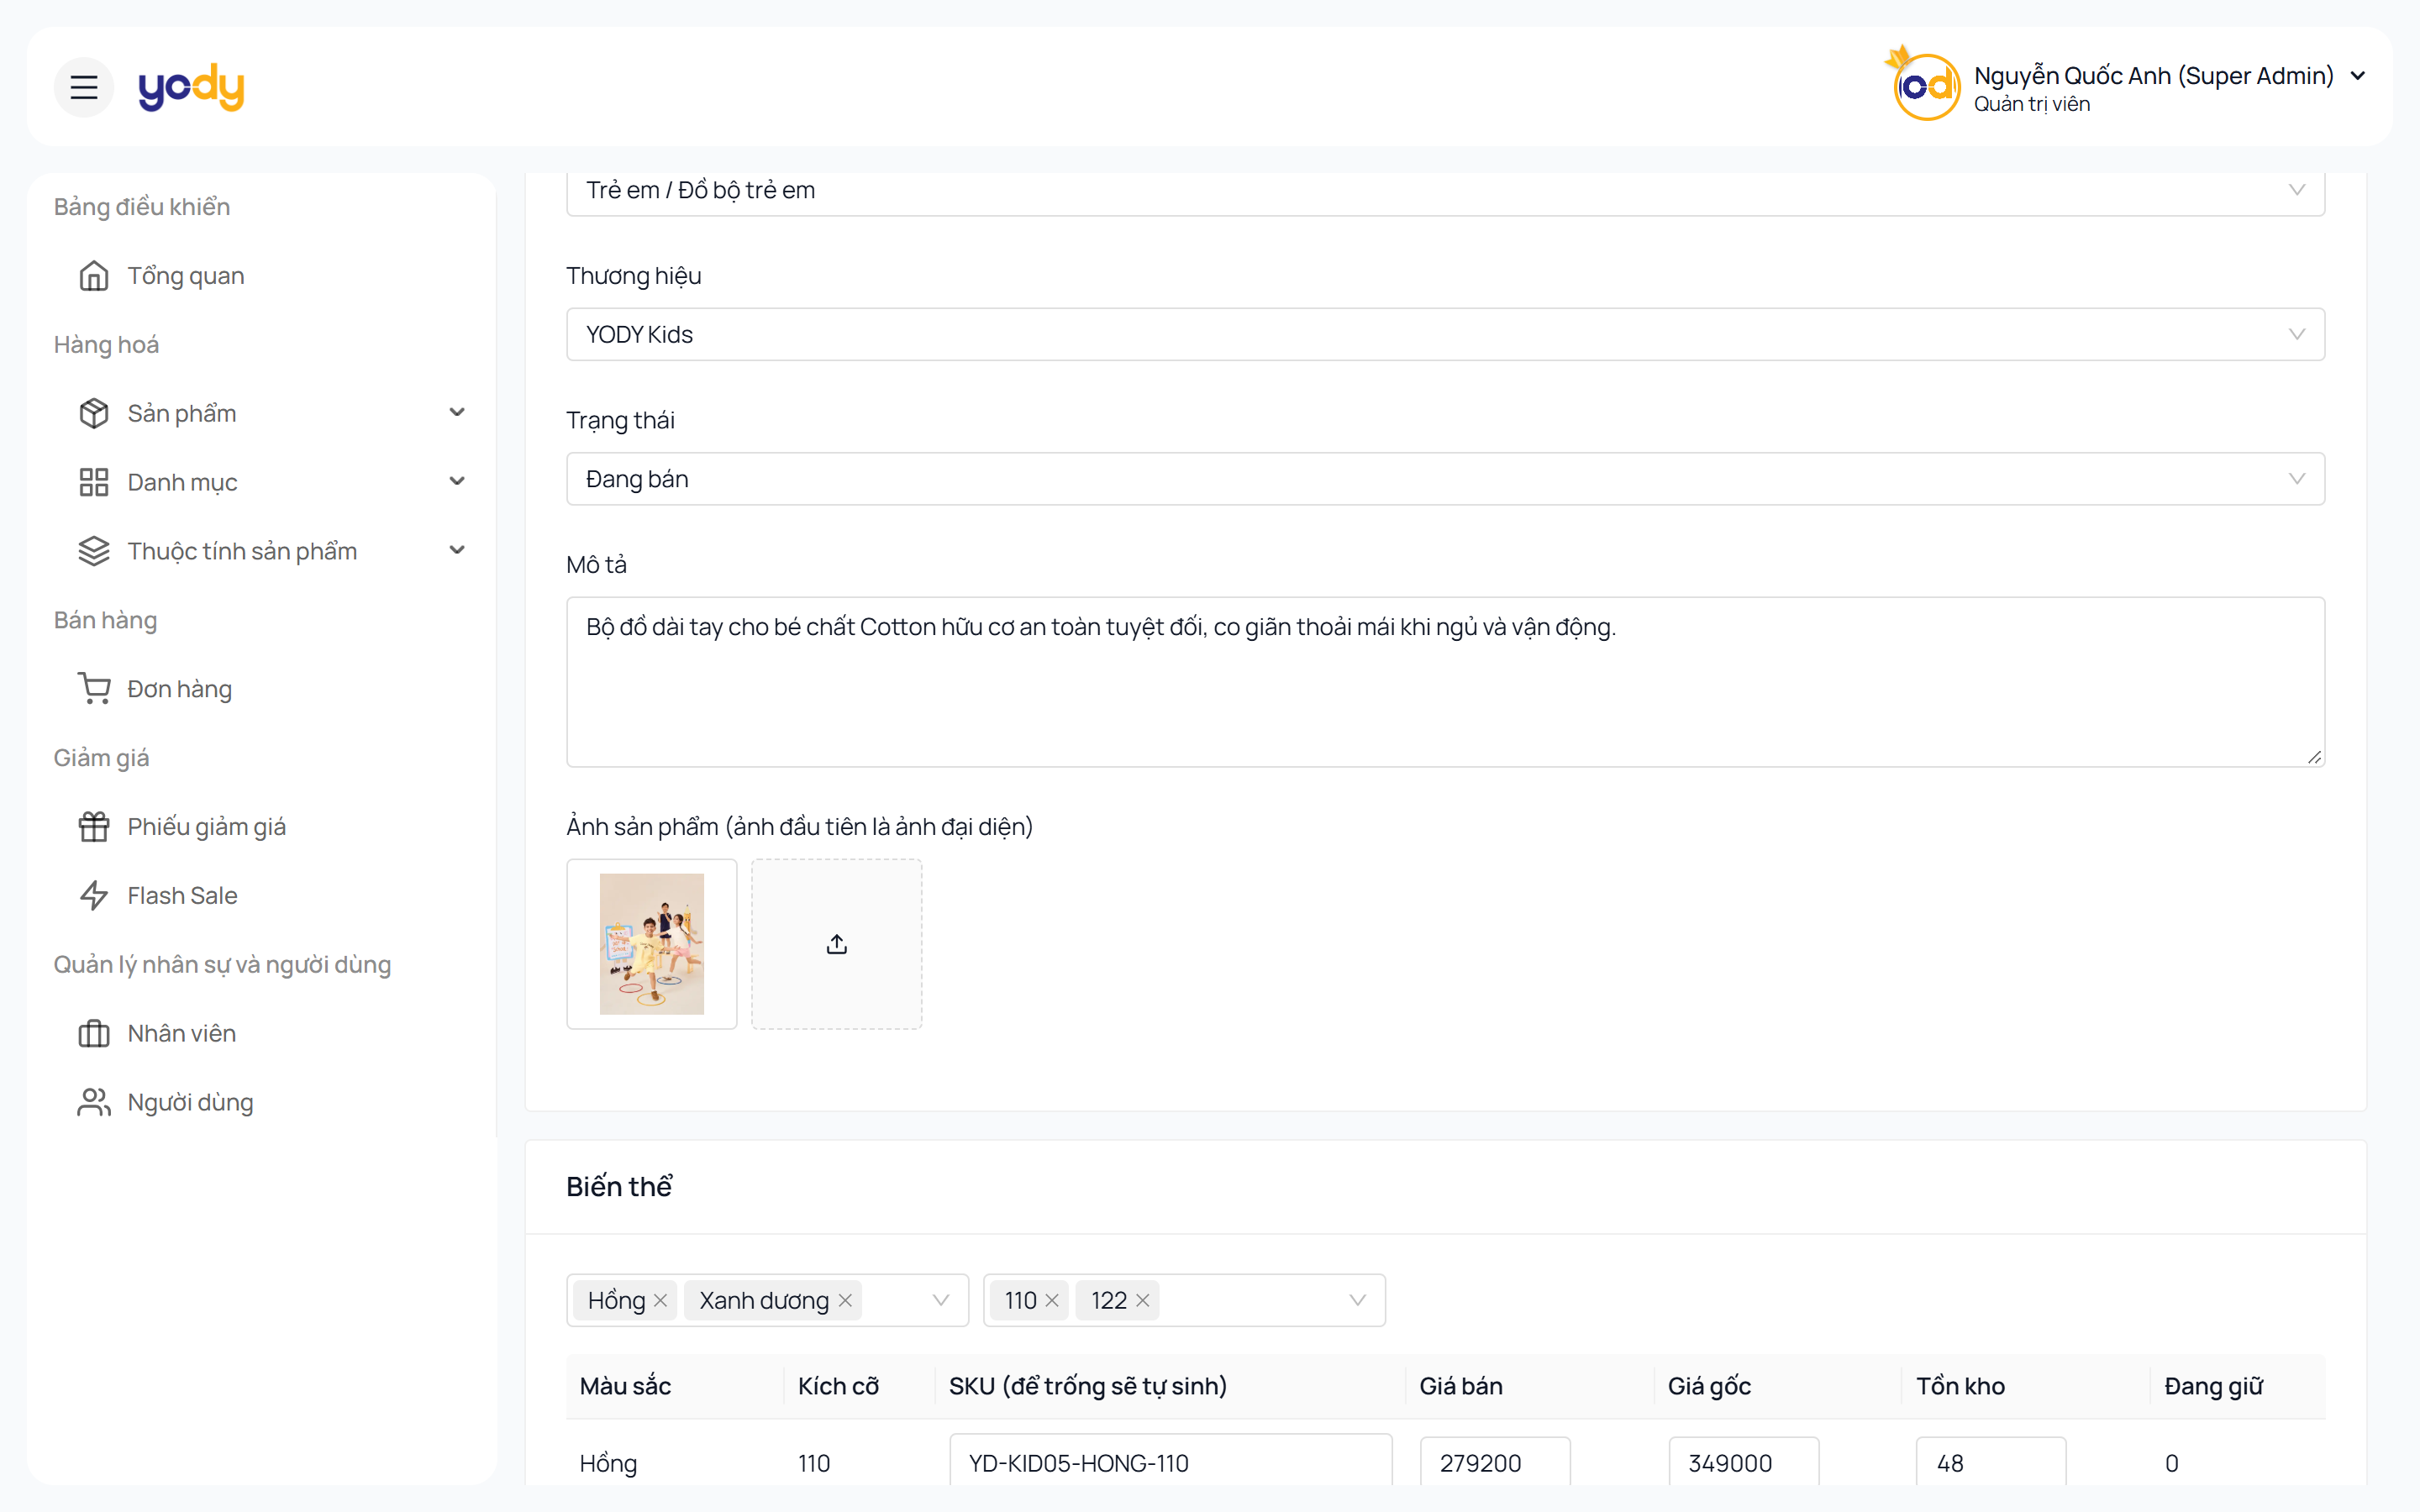 yody
Nguyễn Quốc Anh (Super Admin)
Quản trị viên
Bảng điều khiển
Tổng quan
Hàng hoá
Sản phẩm
Danh mục
Thuộc tính sản phẩm
Bán hàng
Đơn hàng
Giảm giá
Phiếu giảm giá
Flash Sale
Quản lý nhân sự và người dùng
Nhân viên
Người dùng
Trẻ em / Đồ bộ trẻ em
Thương hiệu
YODY Kids
Trạng thái
Đang bán
Mô tả
Bộ đồ dài tay cho bé chất Cotton hữu cơ an toàn tuyệt đối, co giãn thoải mái khi ngủ và vận động.
Ảnh sản phẩm (ảnh đầu tiên là ảnh đại diện)
Biến thể
Hồng Xanh dương 110 122
Màu sắc Kích cỡ SKU (để trống sẽ tự sinh) Giá bán Giá gốc Tồn kho Đang giữ
Hồng 110 YD-KID05-HONG-110 279200 349000 48 0